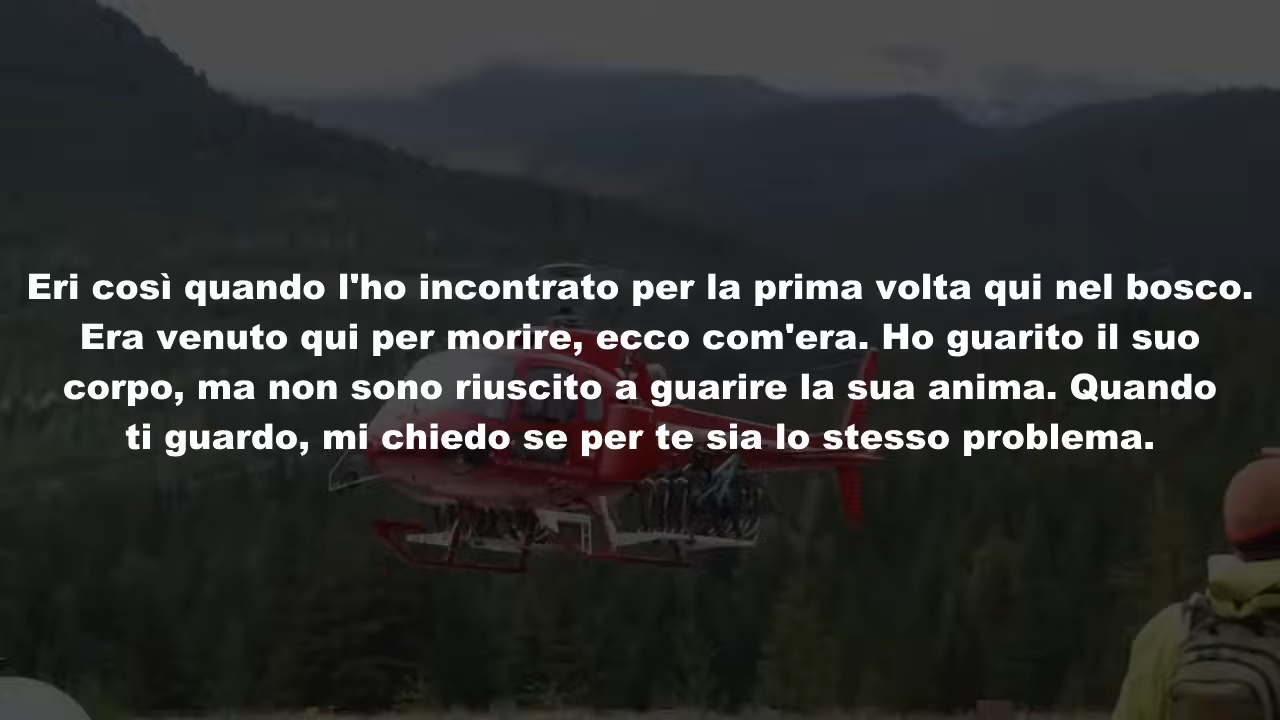 Eri così quando l'ho incontrato per la prima volta qui nel bosco.
Era venuto qui per morire, ecco com'era. Ho guarito il suo
corpo, ma non sono riuscito a guarire la sua anima. Quando
ti guardo, mi chiedo se per te sia lo stesso problema.